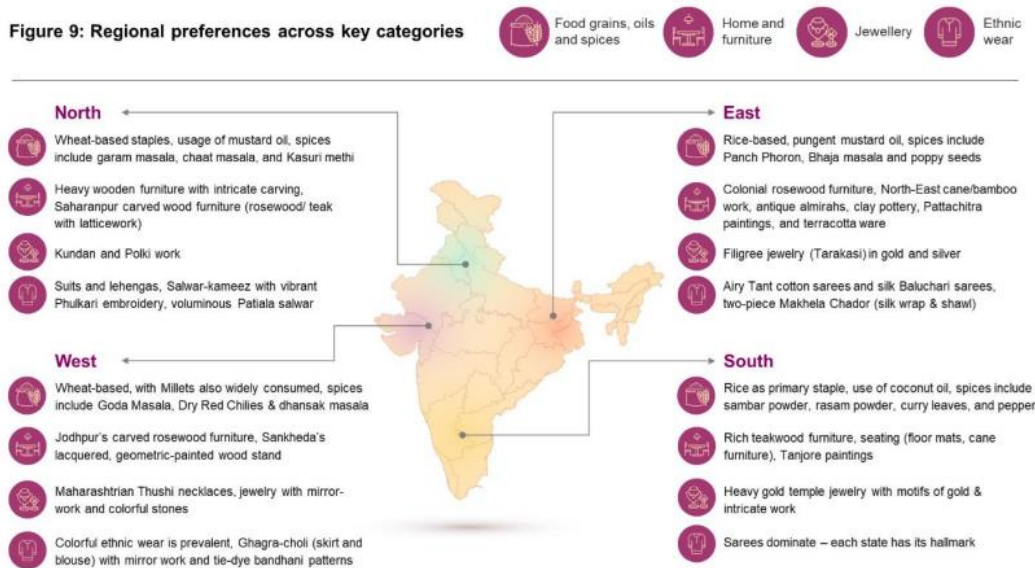 Figure 9: Regional preferences across key categories
Food grains, oils
and spices
Home and
furniture
Jewellery
Ethnic
wear
North
Wheat-based staples, usage of mustard oil, spices
include garam masala, chaat masala, and Kasuri methi
Heavy wooden furniture with intricate carving,
Saharanpur carved wood furniture (rosewood/ teak
with latticework)
Kundan and Polki work
Suits and lehengas, Salwar-kameez with vibrant
Phulkari embroidery, voluminous Patiala salwar
West
Wheat-based, with Millets also widely consumed, spices
include Goda Masala, Dry Red Chilies & dhansak masala
Jodhpur's carved rosewood furniture, Sankheda's
lacquered, geometric-painted wood stand
Maharashtrian Thushi necklaces, jewelry with mirror-
work and colorful stones
Colorful ethnic wear is prevalent, Ghagra-choli (skirt and
blouse) with mirror work and tie-dye bandhani patterns
East
Rice-based, pungent mustard oil, spices include
Panch Phoron, Bhaja masala and poppy seeds
Colonial rosewood furniture, North-East cane/bamboo
work, antique almirahs, clay pottery, Pattachitra
paintings, and terracotta ware
Filigree jewelry (Tarakasi) in gold and silver
Airy Tant cotton sarees and silk Baluchari sarees,
two-piece Makhela Chador (silk wrap & shawl)
South
Rice as primary staple, use of coconut oil, spices include
sambar powder, rasam powder, curry leaves, and pepper
Rich teakwood furniture, seating (floor mats, cane
furniture), Tanjore paintings
Heavy gold temple jewelry with motifs of gold &
intricate work
Sarees dominate – each state has its hallmark